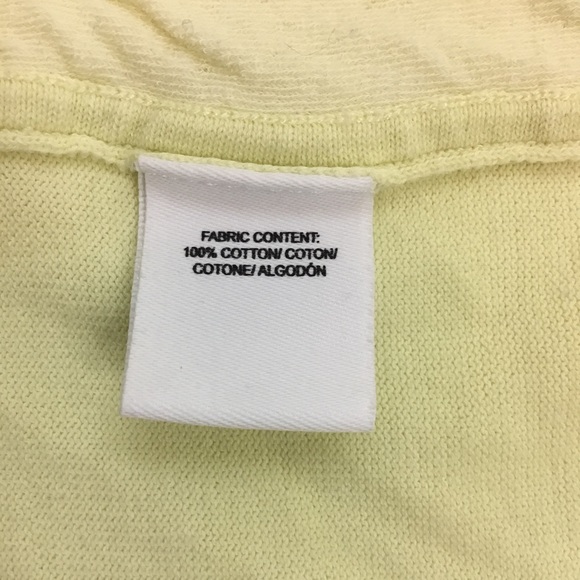 FABRIC CONTENT:
100% COTTON/ COTON/
COTONE/ ALGODÓN